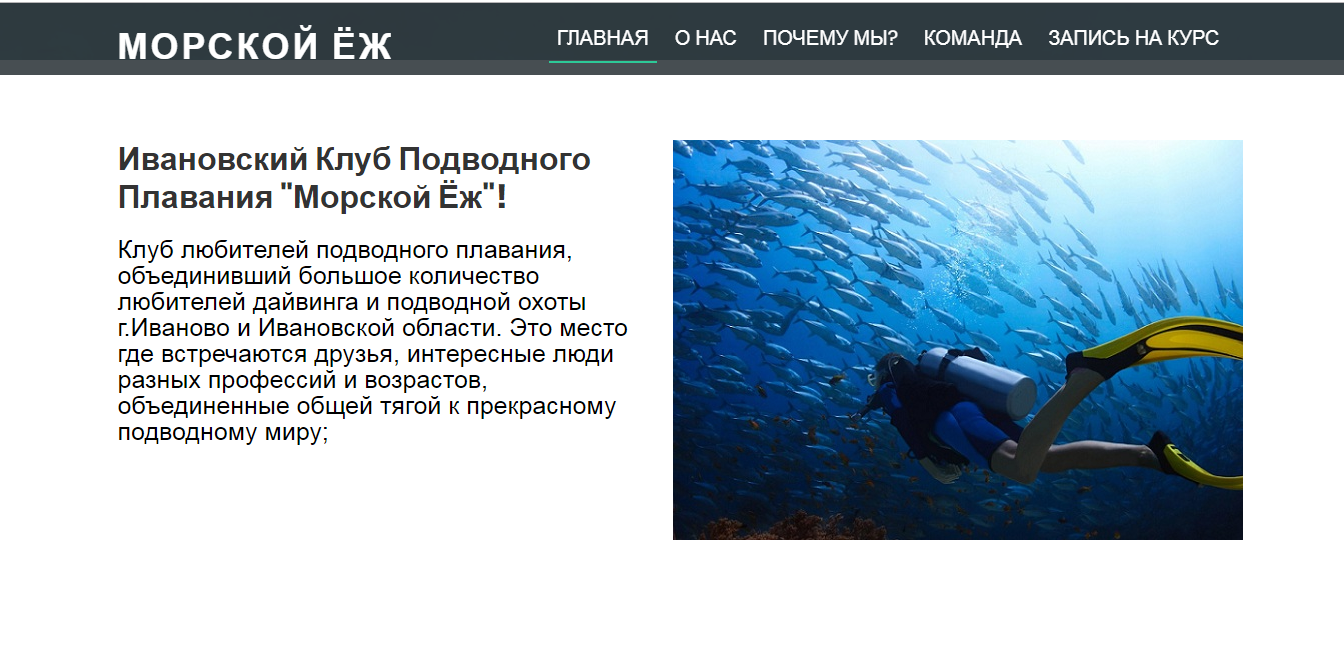 МОРСКОЙ ЁЖ
ГЛАВНАЯ О НАС ПОЧЕМУ МЫ? КОМАНДА ЗАПИСЬ НА КУРС
Ивановский Клуб Подводного
Плавания "Морской Ёж"!
Клуб любителей подводного плавания,
объединивший большое количество
любителей дайвинга и подводной охоты
г.Иваново и Ивановской области. Это место
где встречаются друзья, интересные люди
разных профессий и возрастов,
объединенные общей тягой к прекрасному
подводному миру;